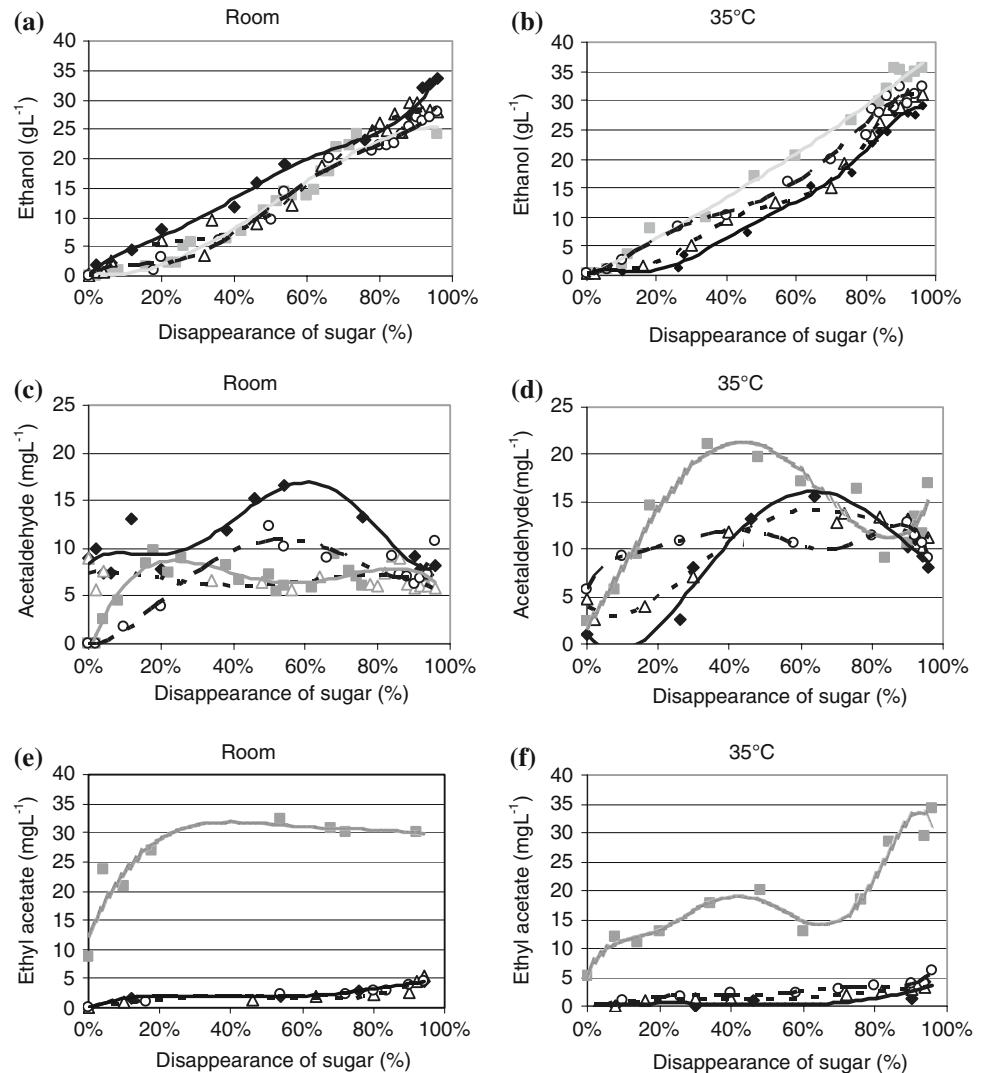 (a) Room
Ethanol (gL-1)
40
35
30
25
20
15
10
5
0
0% 20% 40% 60% 80% 100%
Disappearance of sugar (%)
(b) 35°C
Ethanol (gL-1)
40
35
30
25
20
15
10
5
0
0% 20% 40% 60% 80% 100%
Disappearance of sugar (%)
(c) Room
Acetaldehyde (mgL-1)
25
20
15
10
5
0
0% 20% 40% 60% 80% 100%
Disappearance of sugar (%)
(d) 35°C
Acetaldehyde(mgL-1)
25
20
15
10
5
0
0% 20% 40% 60% 80% 100%
Disappearance of sugar (%)
(e) Room
Ethyl acetate (mgL-1)
40
35
30
25
20
15
10
5
0
0% 20% 40% 60% 80% 100%
Disappearance of sugar (%)
(f) 35°C
Ethyl acetate (mgL-1)
40
35
30
25
20
15
10
5
0
0% 20% 40% 60% 80% 100%
Disappearance of sugar (%)